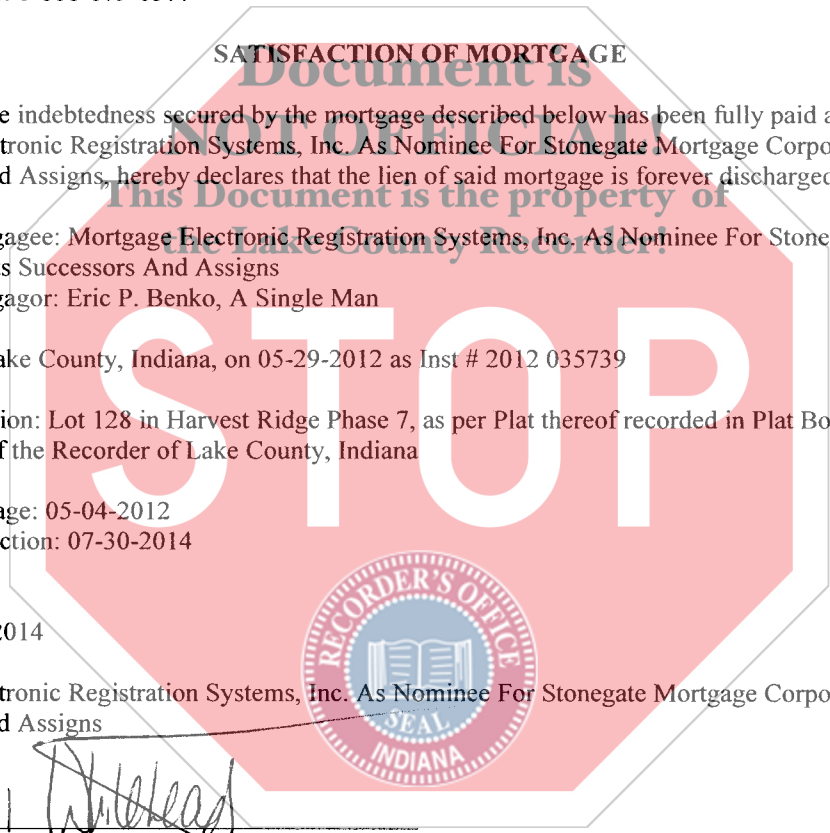 SATISFACTION OF MORTGAGE
Document is
e indebtedness secured by the mortgage described below has been fully paid a
NOT OFFICIAL!
tronic Registration Systems, Inc. As Nominee For Stonegate Mortgage Corpo
d Assigns, hereby declares that the lien of said mortgage is forever discharged
This Document is the property of
gagee: Mortgage Electronic Registration Systems, Inc. As Nominee For Stone
the Lake County Recorder!
s Successors And Assigns
gagor: Eric P. Benko, A Single Man
ake County, Indiana, on 05-29-2012 as Inst # 2012 035739
STOP
ion: Lot 128 in Harvest Ridge Phase 7, as per Plat thereof recorded in Plat Bo
f the Recorder of Lake County, Indiana
age: 05-04-2012
ction: 07-30-2014
RECORDER'S OFFICE
2014
tronic Registration Systems, Inc. As Nominee For Stonegate Mortgage Corpo
d Assigns
SEAL
INDIANA
Whitehead